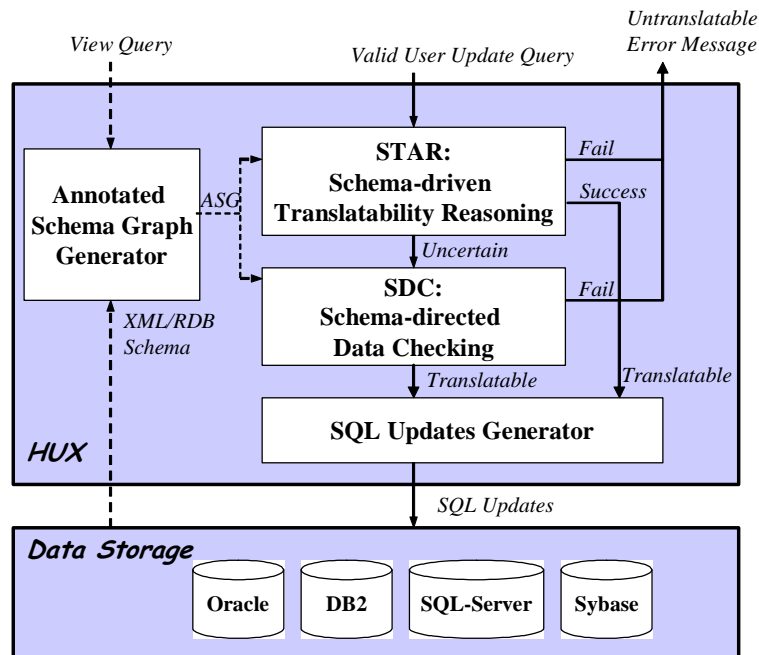 View Query
Valid User Update Query
Untranslatable
Error Message
Annotated
Schema Graph
Generator
ASG
STAR:
Schema-driven
Translatability Reasoning
Fail
Success
Uncertain
SDC:
Schema-directed
Data Checking
Fail
XML/RDB
Schema
Translatable
Translatable
SQL Updates Generator
HUX
SQL Updates
Data Storage
Oracle
DB2
SQL-Server
Sybase